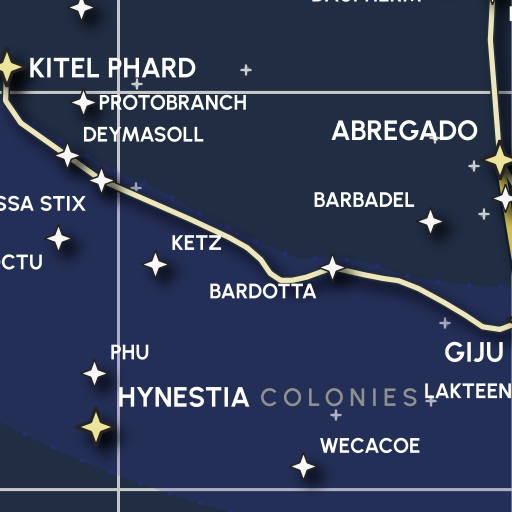 KITEL PHARD
PROTOBRANCH
DEYMASOLL
ABREGADO
SSA STIX
BARBADEL
CTU
KETZ
BARDOTTA
PHU
GIJU
HYNESTIA COLONIES
LAKTEEN
WECACOE